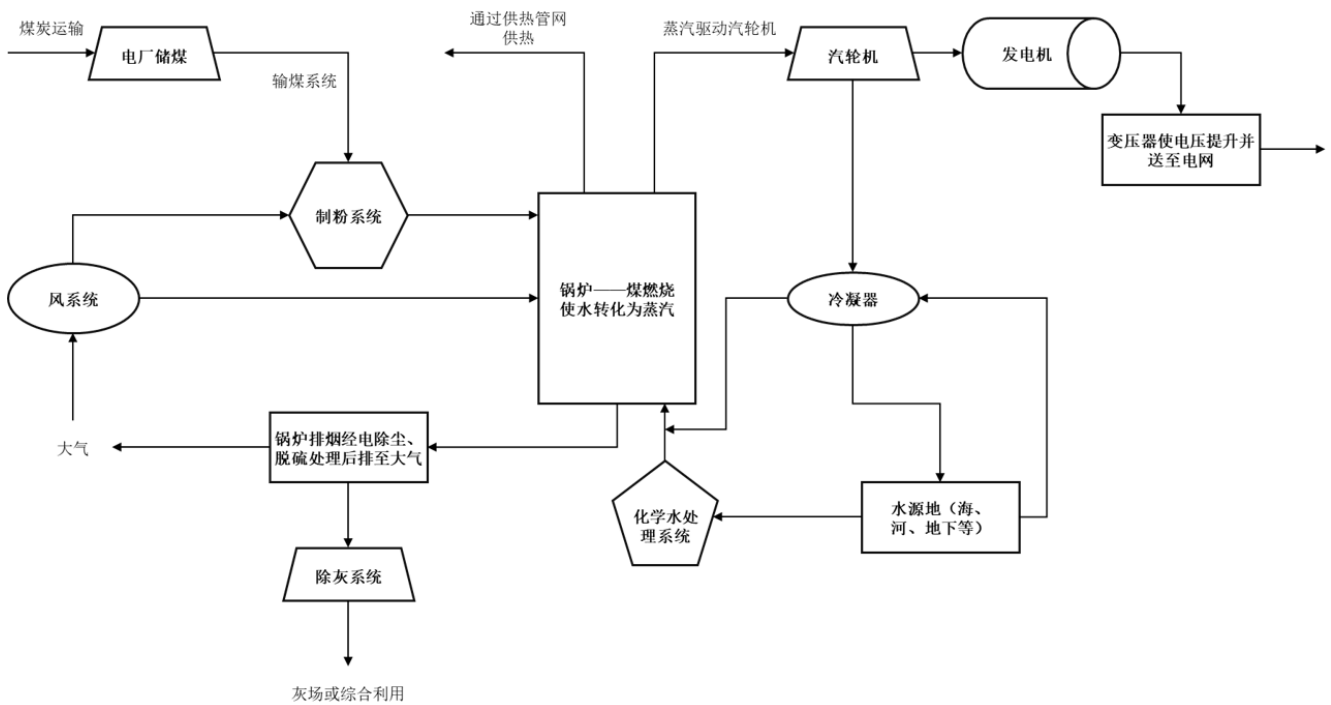 煤炭运输
电厂储煤
输煤系统
通过供热管网
供热
蒸汽驱动汽轮机
汽轮机
发电机
变压器使电压提升并
送至电网
制粉系统
风系统
锅炉——煤燃烧
使水转化为蒸汽
冷凝器
大气
锅炉排烟经电除尘、
脱硫处理后排至大气
化学水处
理系统
水源地（海、
河、地下等）
除灰系统
灰场或综合利用